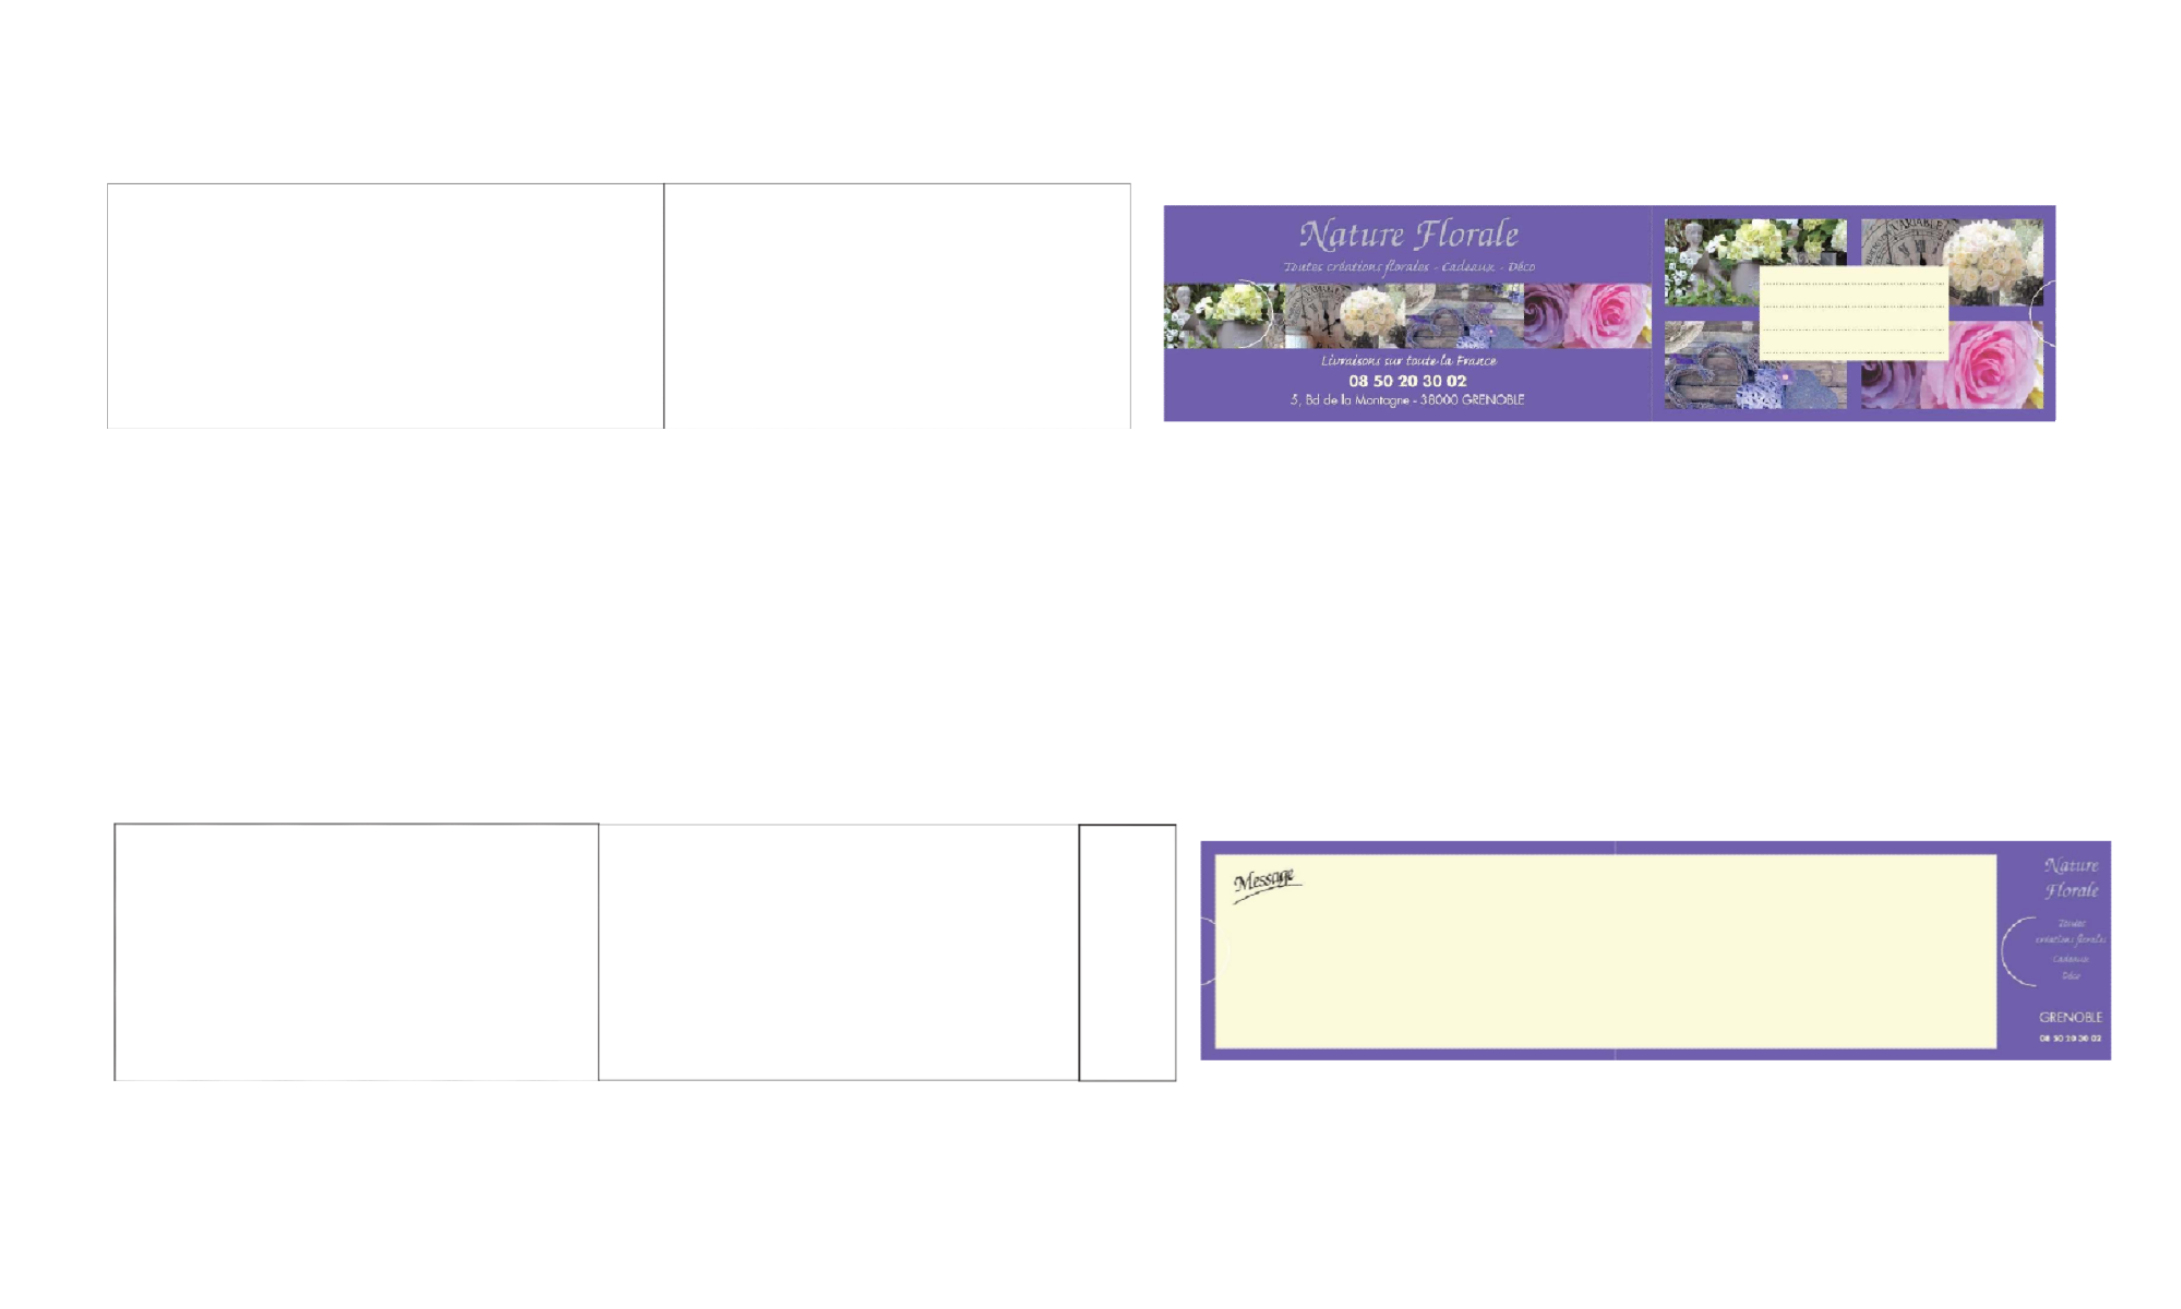 Nature Florale
Toutes créations florales - Cadeaux - Déco
Livraisons sur toute la France
08 50 20 30 02
5, Bd de la Montagne - 38000 GRENOBLE
Message
Nature
Florale
Toutes
créations florales
Cadeaux
Déco
GRENOBLE
08 50 20 30 02